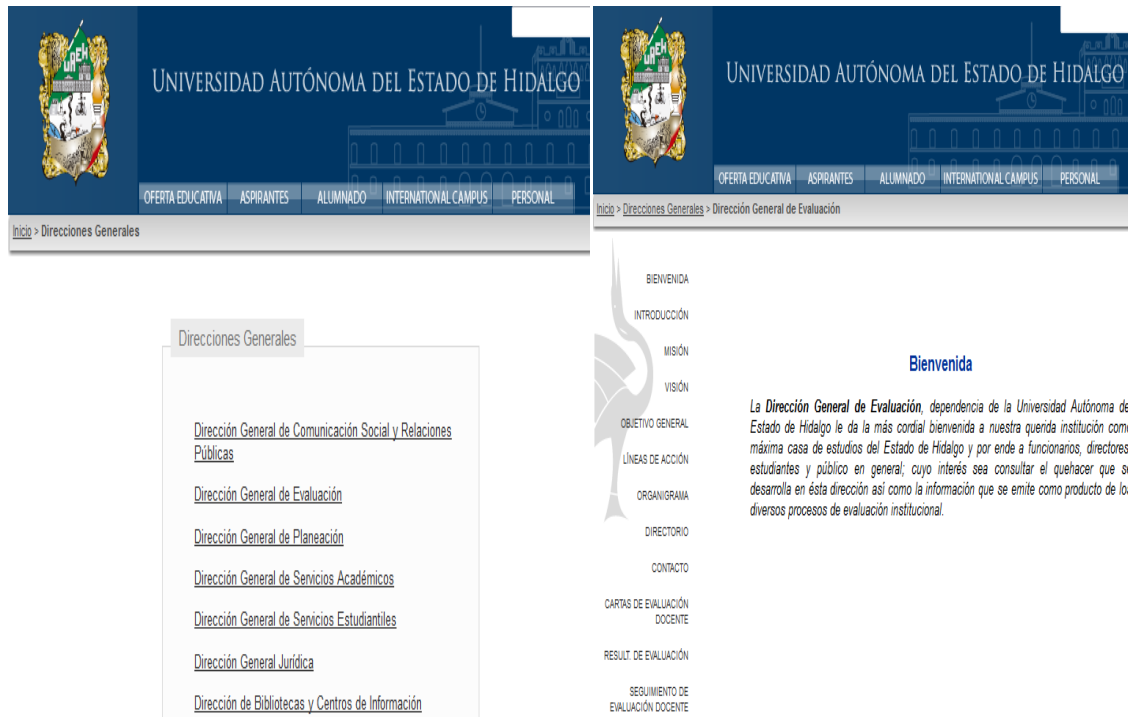 UAEH
UNIVERSIDAD AUTÓNOMA DEL ESTADO DE HIDALGO
OFERTA EDUCATIVA ASPIRANTES ALUMNADO INTERNATIONAL CAMPUS PERSONAL
Inicio > Direcciones Generales
Direcciones Generales
Dirección General de Comunicación Social y Relaciones
Públicas
Dirección General de Evaluación
Dirección General de Planeación
Dirección General de Servicios Académicos
Dirección General de Servicios Estudiantiles
Dirección General Jurídica
Dirección de Bibliotecas y Centros de Información
UAEH
UNIVERSIDAD AUTÓNOMA DEL ESTADO DE HIDALGO
OFERTA EDUCATIVA ASPIRANTES ALUMNADO INTERNATIONAL CAMPUS PERSONAL
Inicio > Direcciones Generales > Dirección General de Evaluación
BIENVENIDA
INTRODUCCIÓN
MISIÓN
VISIÓN
OBJETIVO GENERAL
LÍNEAS DE ACCIÓN
ORGANIGRAMA
DIRECTORIO
CONTACTO
CARTAS DE EVALUACIÓN
DOCENTE
RESULT. DE EVALUACIÓN
SEGUIMIENTO DE
EVALUACIÓN DOCENTE
Bienvenida
La Dirección General de Evaluación, dependencia de la Universidad Autónoma de
Estado de Hidalgo le da la más cordial bienvenida a nuestra querida institución como
máxima casa de estudios del Estado de Hidalgo y por ende a funcionarios, directores
estudiantes y público en general; cuyo interés sea consultar el quehacer que se
desarrolla en ésta dirección así como la información que se emite como producto de los
diversos procesos de evaluación institucional.